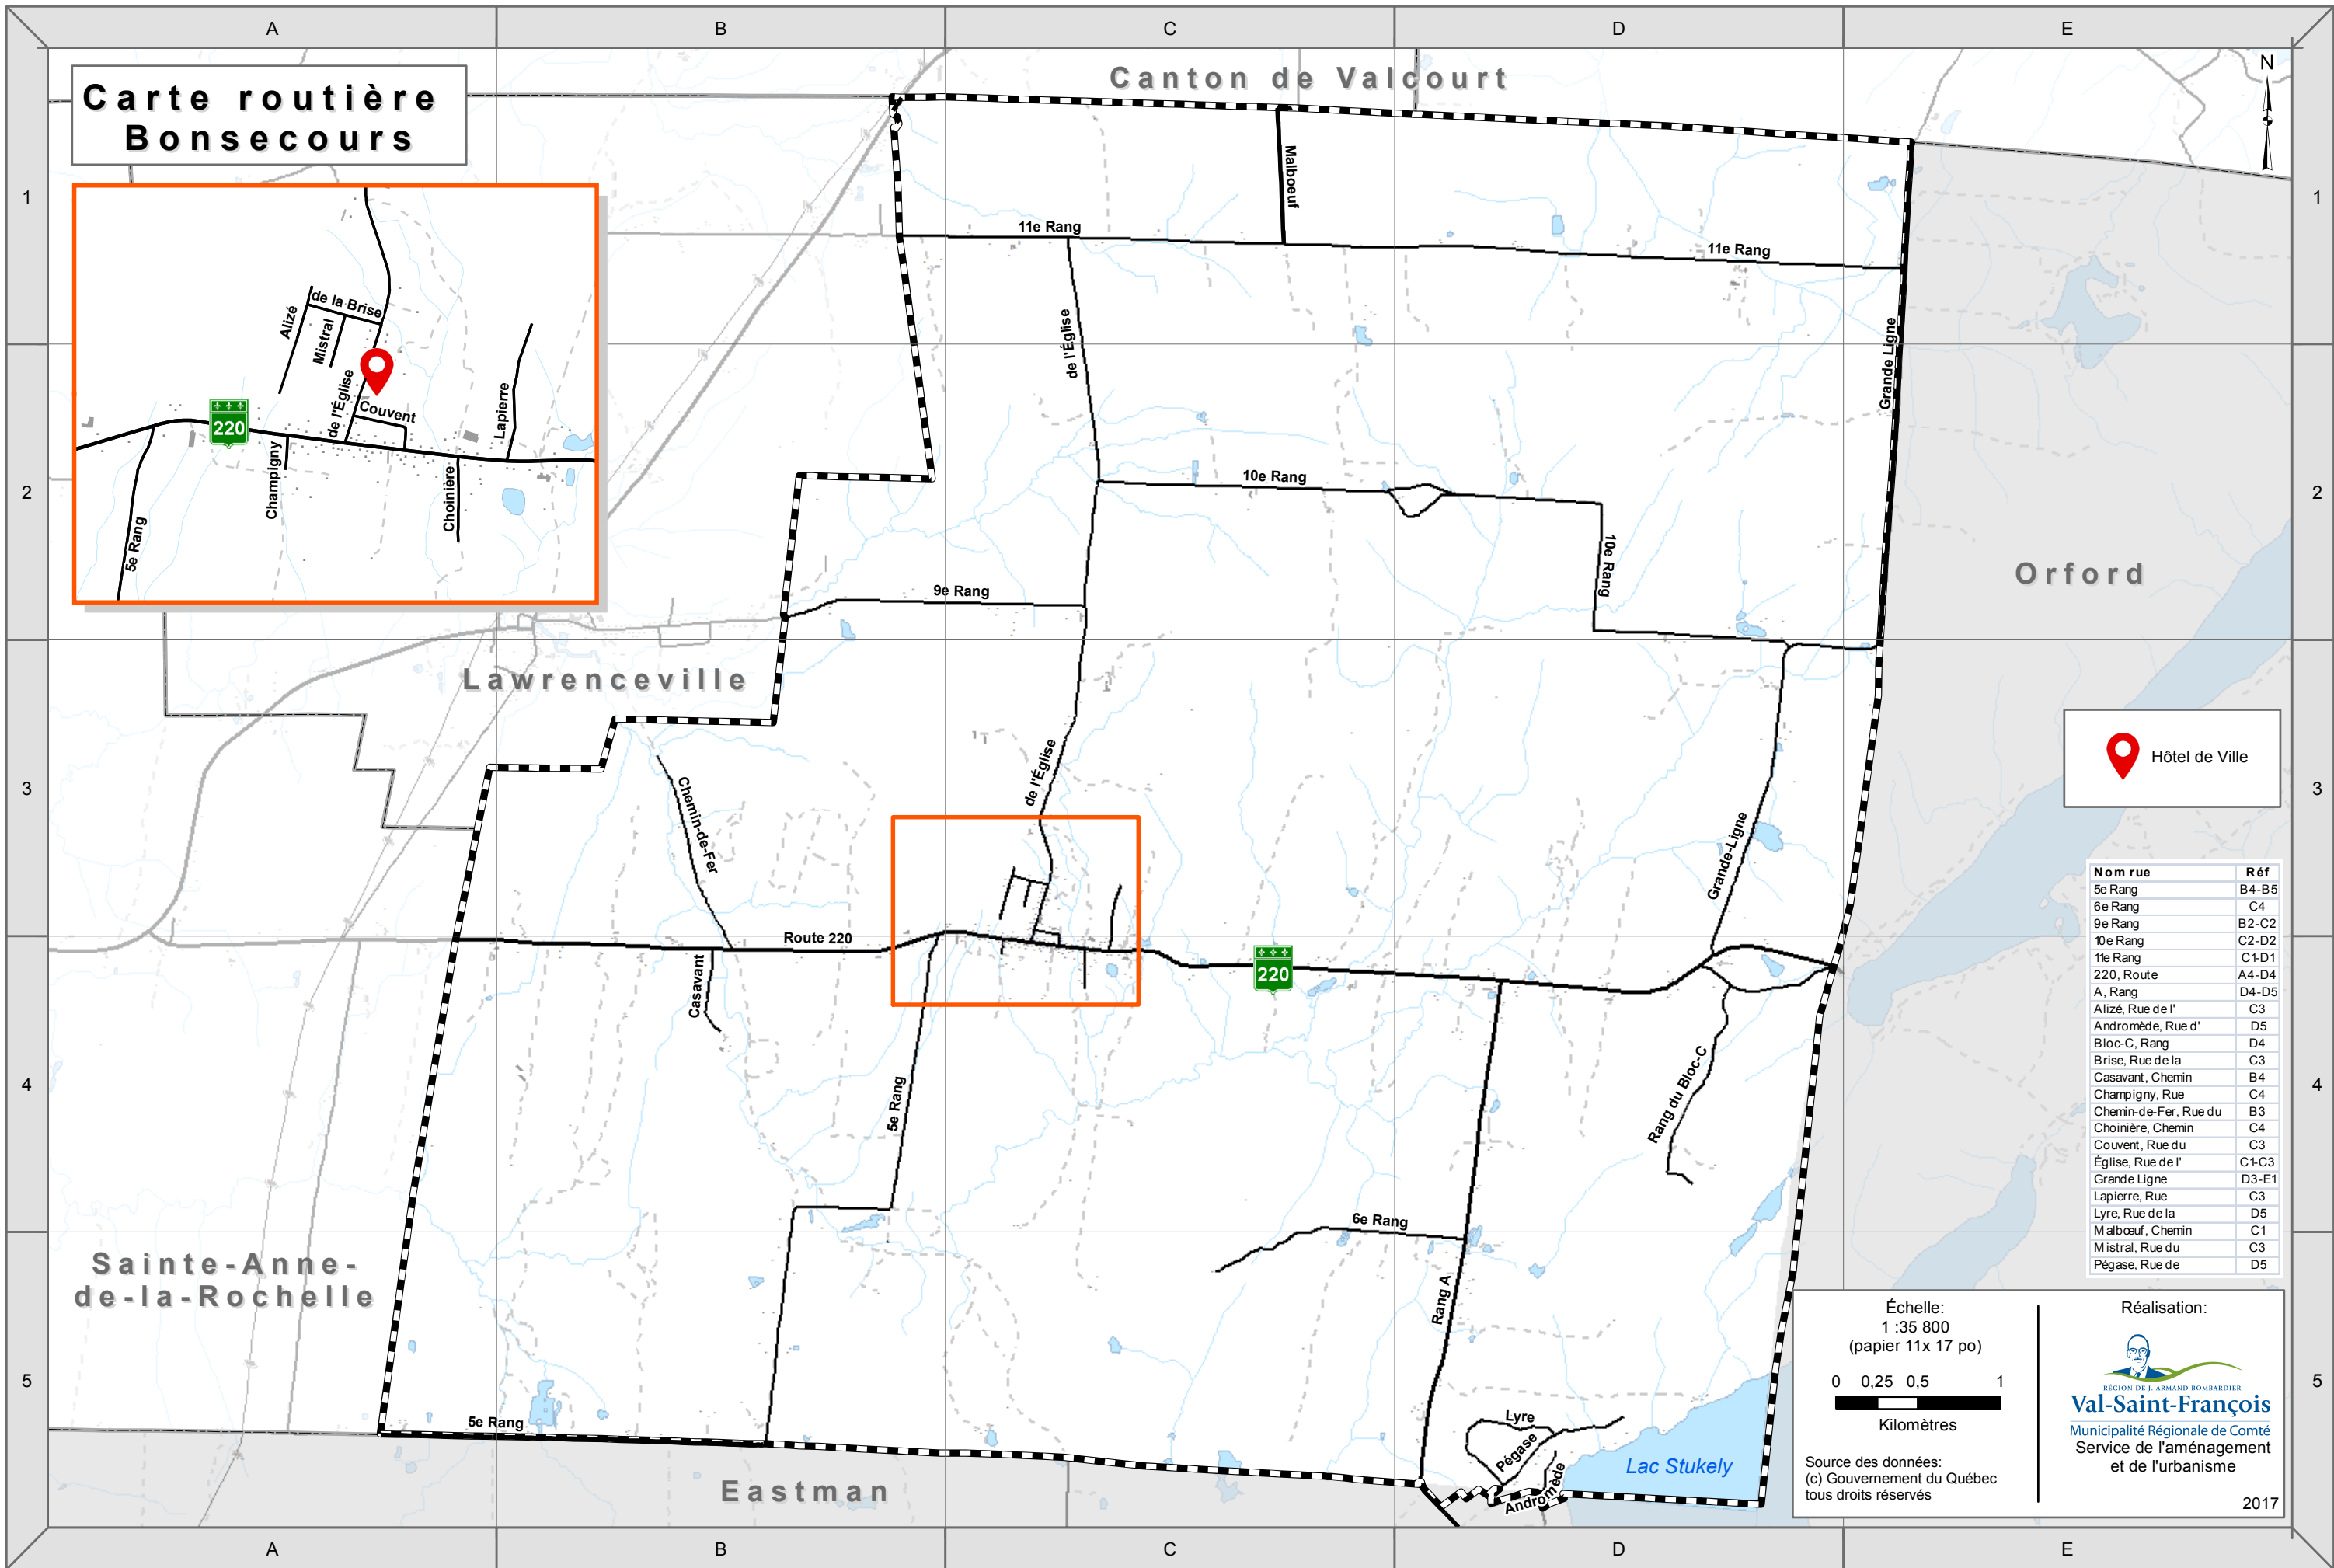 A B C D E
Carte routière
Bonsecours
Canton de Valcourt
N
1
1
Malboeuf
11e Rang
11e Rang
de l'Église
Grande Ligne
Alizé
de la Brise
Mistral
de l'Église
Couvent
Lapierre
220
Champigny
Choinière
5e Rang
2
2
10e Rang
10e Rang
9e Rang
Orford
Lawrenceville
Hôtel de Ville
3
3
Chemin-de-Fer
de l'Église
Grande-Ligne
Route 220
220
Casavant
Nom rue Réf
5e Rang B4-B5
6e Rang C4
9e Rang B2-C2
10e Rang C2-D2
11e Rang C1-D1
220, Route A4-D4
A, Rang D4-D5
Alizé, Rue de l' C3
Andromède, Rue d' D5
Bloc-C, Rang D4
Brise, Rue de la C3
Casavant, Chemin B4
Champigny, Rue C4
Chemin-de-Fer, Rue du B3
Choinière, Chemin C4
Couvent, Rue du C3
Église, Rue de l' C1-C3
Grande Ligne D3-E1
Lapierre, Rue C3
Lyre, Rue de la D5
Malbœuf, Chemin C1
Mistral, Rue du C3
Pégase, Rue de D5
4
4
5e Rang
Rang du Bloc-C
6e Rang
Rang A
Sainte-Anne-
de-la-Rochelle
5
5
5e Rang
Lyre
Pégase
Andromède
Lac Stukely
Eastman
Échelle:
1 :35 800
(papier 11x 17 po)
0 0,25 0,5 1
Kilomètres
Source des données:
(c) Gouvernement du Québec
tous droits réservés
Réalisation:
RÉGION DE J. ARMAND BOMBARDIER
Val-Saint-François
Municipalité Régionale de Comté
Service de l'aménagement
et de l'urbanisme
2017
A B C D E